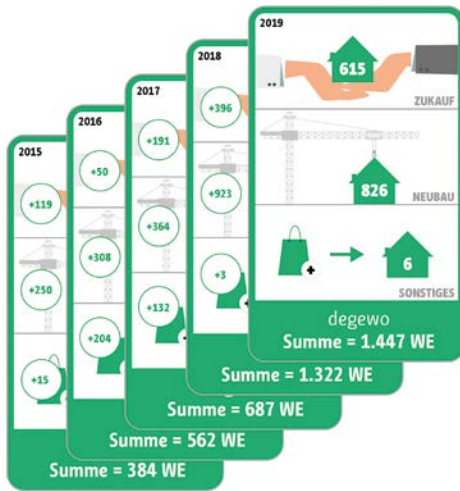 2015
+119
+250
+15
Summe = 384 WE
2016
+50
+308
+204
Summe = 562 WE
2017
+191
+364
+132
Summe = 687 WE
2018
+396
+923
+3
Summe = 1.322 WE
2019
615
ZUKAUF
826
NEUBAU
+
6
SONSTIGES
degewo
Summe = 1.447 WE